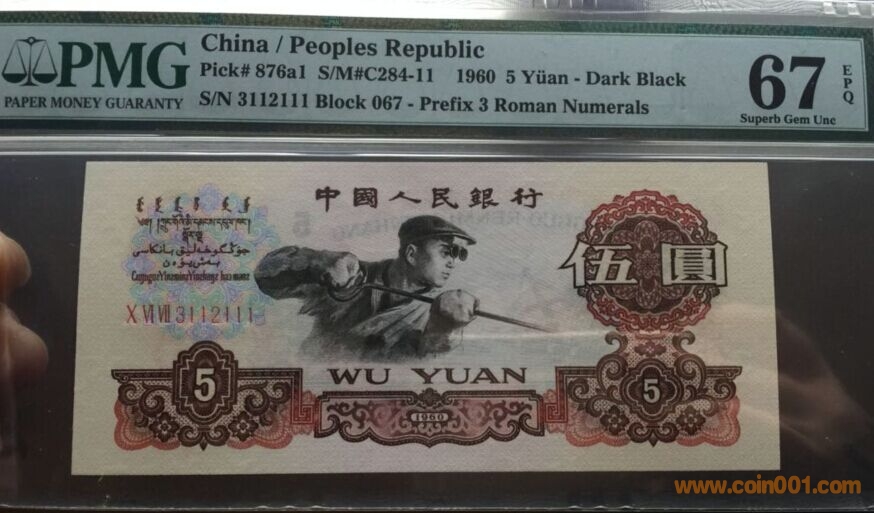 PMG
PAPER MONEY GUARANTY
China / Peoples Republic
Pick# 876a1 S/M#C284-11 1960 5 Yüan - Dark Black
S/N 3112111 Block 067 - Prefix 3 Roman Numerals
67
EPQ
Superb Gem Unc
中國人民銀行
伍圓
X VI VII 3112111
5
WU YUAN
5
1960
www.coin001.com